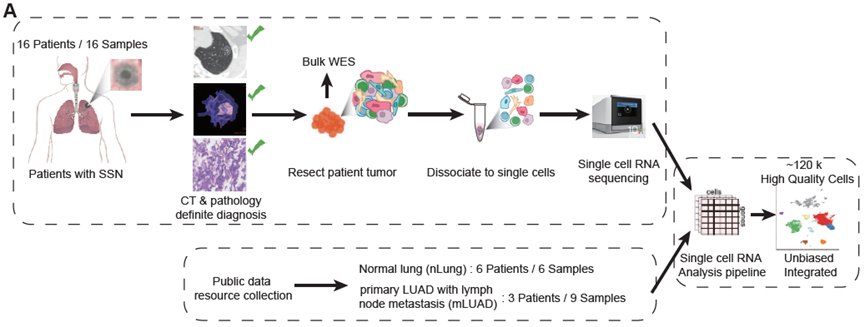 A
16 Patients / 16 Samples
Patients with SSN
CT & pathology
definite diagnosis
Bulk WES
Resect patient tumor
Dissociate to single cells
Single cell RNA
sequencing
Public data
resource collection
Normal lung (nLung) : 6 Patients / 6 Samples
primary LUAD with lymph
node metastasis (mLUAD) : 3 Patients / 9 Samples
cells
genes
Single cell RNA
Analysis pipeline
~120 k
High Quality Cells
Unbiased
Integrated